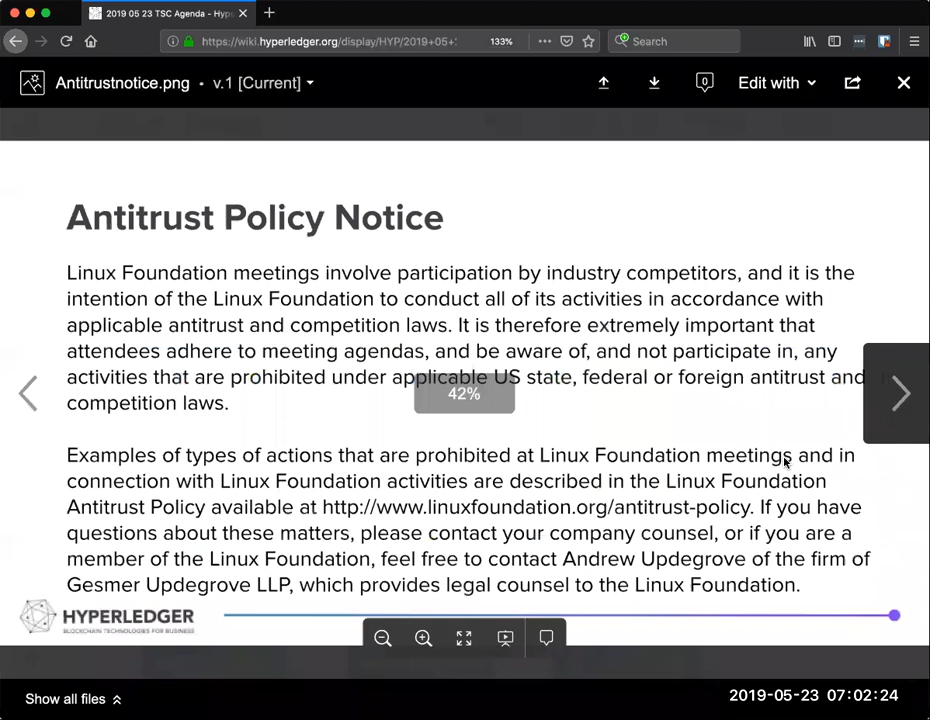 2019 05 23 TSC Agenda - Hype
https://wiki.hyperledger.org/display/HYP/2019+05+
133%
Search
Antitrustnotice.png • v.1 [Current]
0
Edit with
Antitrust Policy Notice
Linux Foundation meetings involve participation by industry competitors, and it is the
intention of the Linux Foundation to conduct all of its activities in accordance with
applicable antitrust and competition laws. It is therefore extremely important that
attendees adhere to meeting agendas, and be aware of, and not participate in, any
activities that are prohibited under applicable US state, federal or foreign antitrust and
competition laws.
42%
Examples of types of actions that are prohibited at Linux Foundation meetings and in
connection with Linux Foundation activities are described in the Linux Foundation
Antitrust Policy available at http://www.linuxfoundation.org/antitrust-policy. If you have
questions about these matters, please contact your company counsel, or if you are a
member of the Linux Foundation, feel free to contact Andrew Updegrove of the firm of
Gesmer Updegrove LLP, which provides legal counsel to the Linux Foundation.
HYPERLEDGER
BLOCKCHAIN TECHNOLOGIES FOR BUSINESS
Show all files
2019-05-23 07:02:24